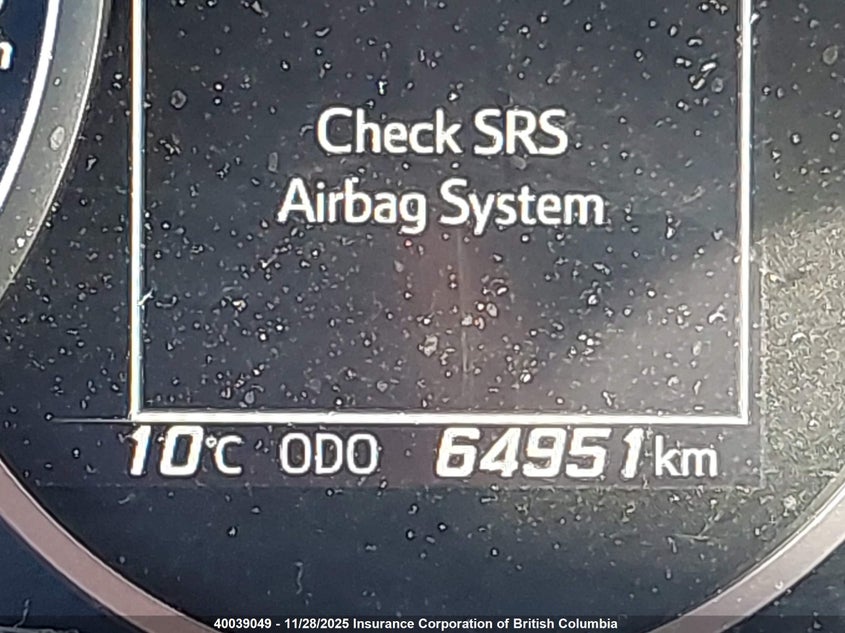 Check SRS
Airbag System
10°C ODO 64951 km
40039049 - 11/28/2025 Insurance Corporation of British Columbia